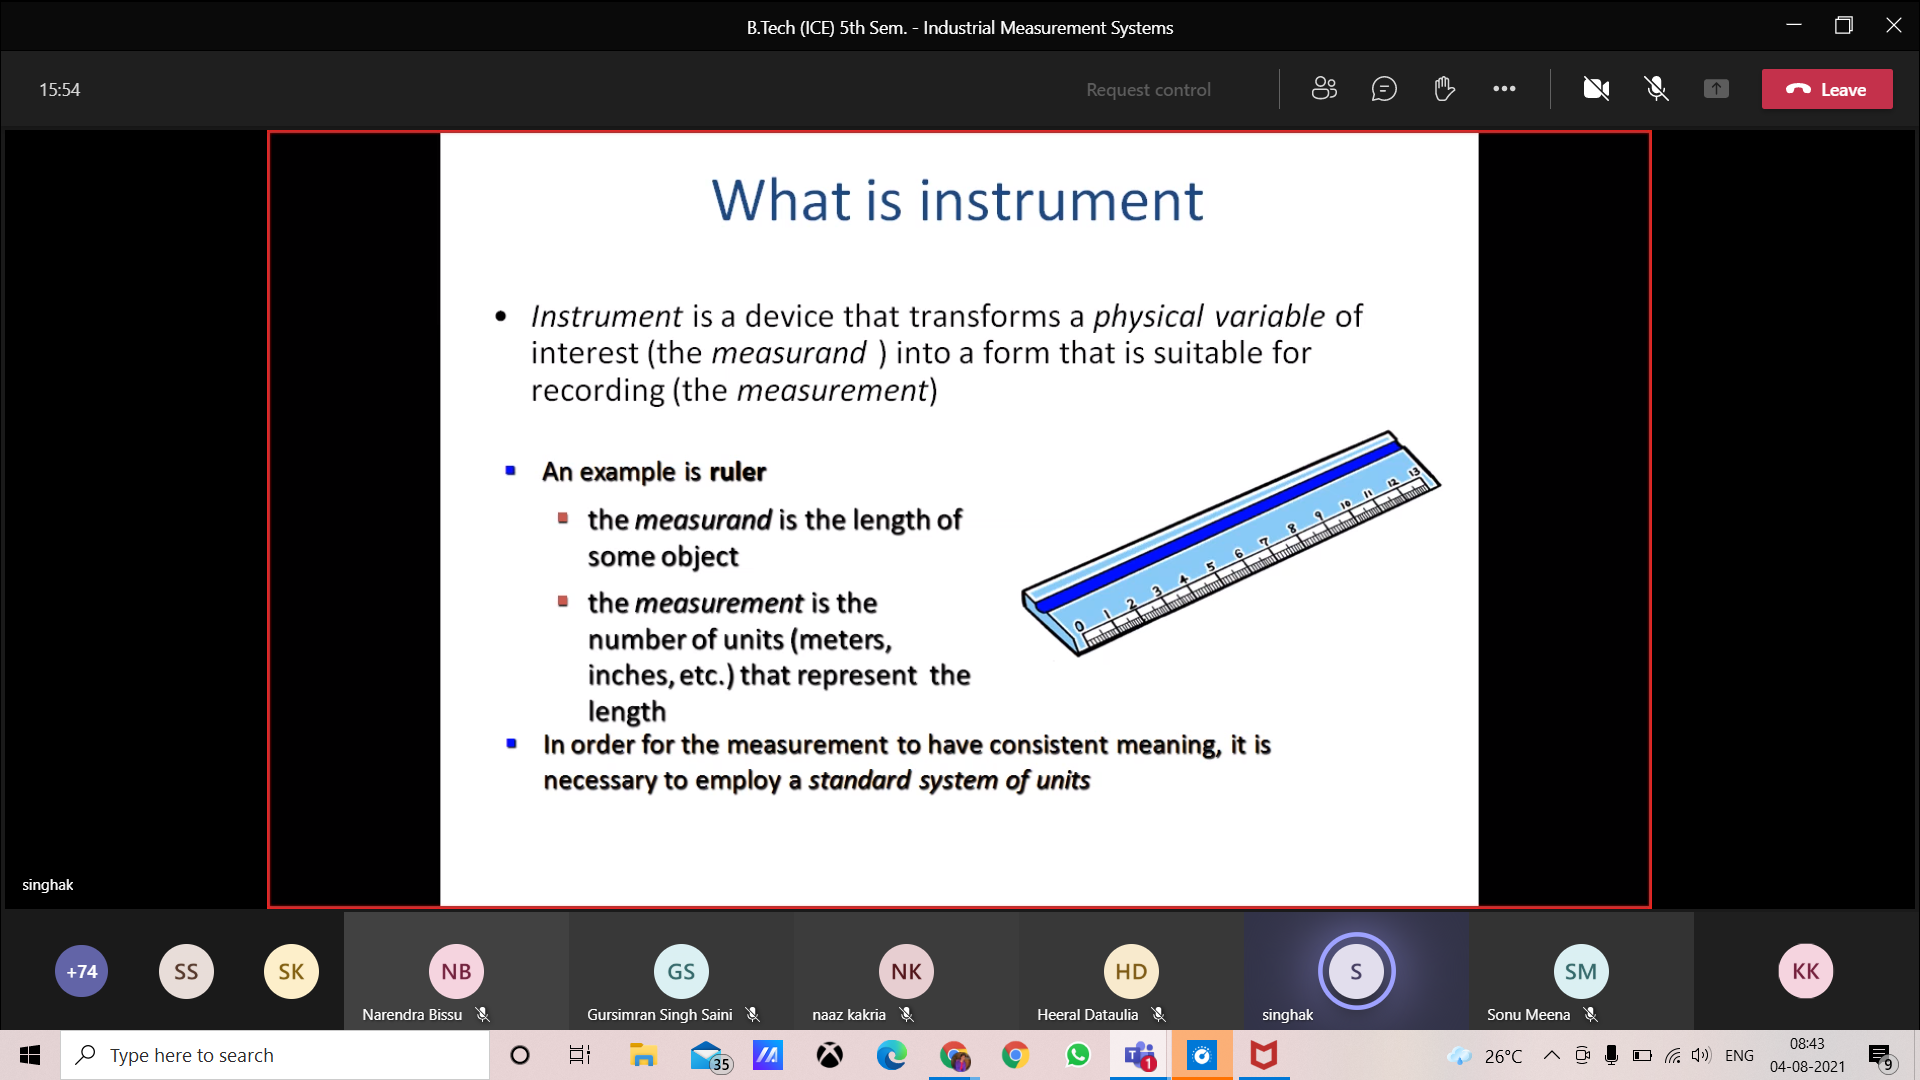 B.Tech (ICE) 5th Sem. - Industrial Measurement Systems
15:54
Request control
Leave
What is instrument
• Instrument is a device that transforms a physical variable of
interest (the measurand ) into a form that is suitable for
recording (the measurement)
An example is ruler
the measurand is the length of
some object
the measurement is the
number of units (meters,
inches, etc.) that represent the
length
0 1 2 3 4 5 6 7 8 9 10 11 12 13
In order for the measurement to have consistent meaning, it is
necessary to employ a standard system of units
singhak
+74
SS
SK
NB
Narendra Bissu
GS
Gursimran Singh Saini
NK
naaz kakria
HD
Heeral Dataulia
S
singhak
SM
Sonu Meena
KK
Type here to search
35
T
1
26°C
ENG
08:43
04-08-2021
9